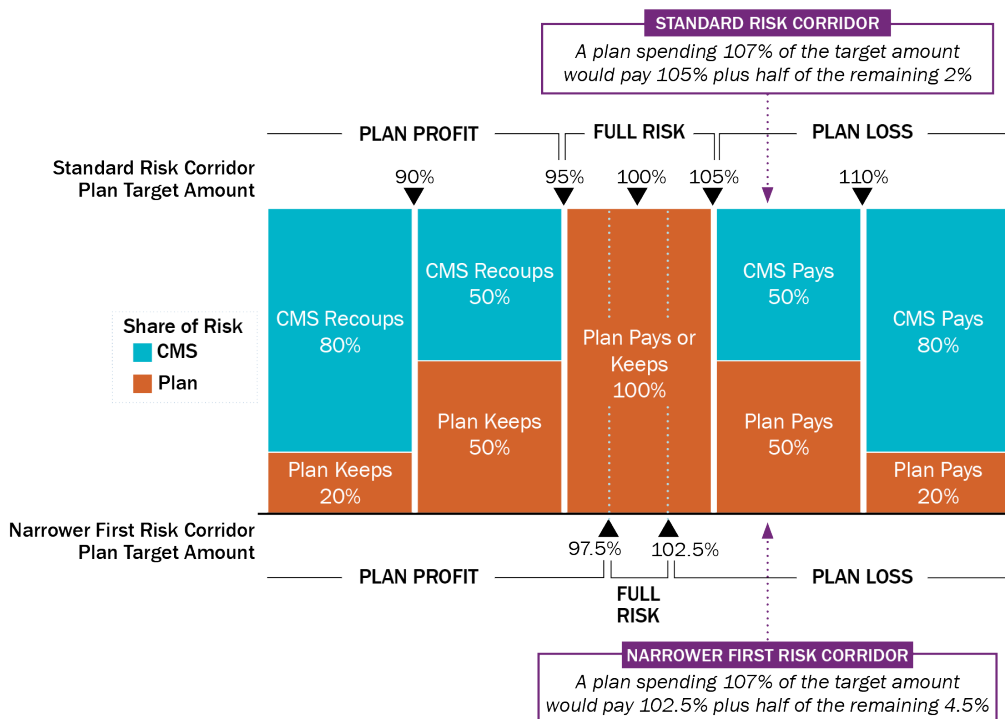 STANDARD RISK CORRIDOR
A plan spending 107% of the target amount
would pay 105% plus half of the remaining 2%
PLAN PROFIT
FULL RISK
PLAN LOSS
Standard Risk Corridor
Plan Target Amount
90%
95%
100%
105%
110%
CMS Recoups
80%
Plan Keeps
20%
CMS Recoups
50%
Plan Keeps
50%
Plan Pays or
Keeps
100%
CMS Pays
50%
Plan Pays
50%
CMS Pays
80%
Plan Pays
20%
Share of Risk
CMS
Plan
Narrower First Risk Corridor
Plan Target Amount
97.5%
102.5%
PLAN PROFIT
FULL
RISK
PLAN LOSS
NARROWER FIRST RISK CORRIDOR
A plan spending 107% of the target amount
would pay 102.5% plus half of the remaining 4.5%